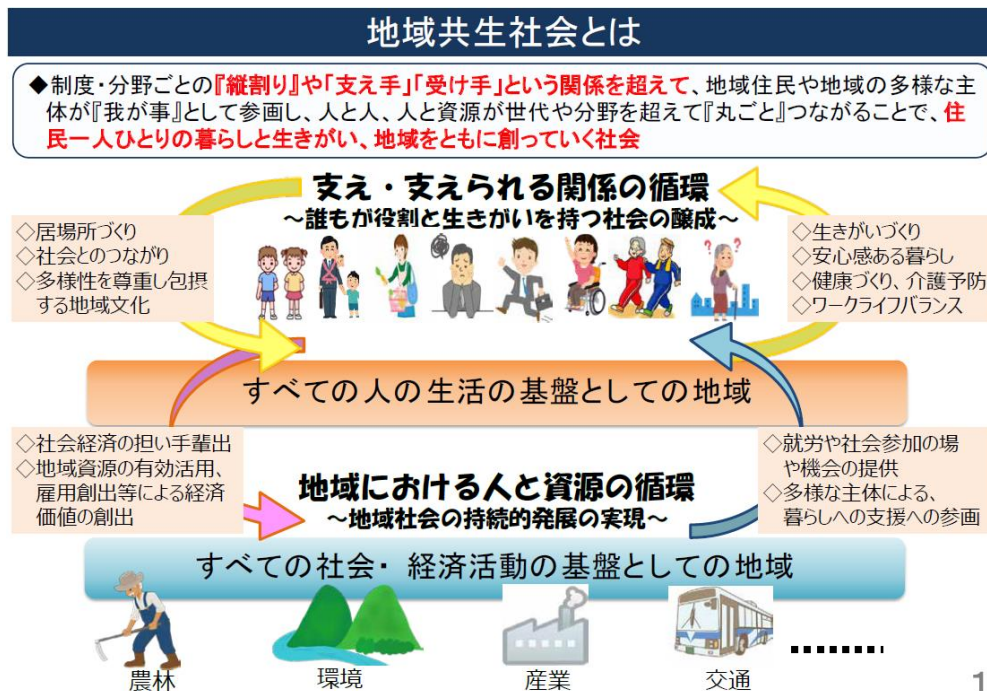 地域共生社会とは
◆制度・分野ごとの『縦割り』や「支え手」「受け手」という関係を超えて、地域住民や地域の多様な主
体が『我が事』として参画し、人と人、人と資源が世代や分野を超えて『丸ごと』つながることで、住
民一人ひとりの暮らしと生きがい、地域をともに創っていく社会
支え・支えられる関係の循環
～誰もが役割と生きがいを持つ社会の醸成～
◇居場所づくり
◇社会とのつながり
◇多様性を尊重し包摂
する地域文化
◇生きがいづくり
◇安心感ある暮らし
◇健康づくり、介護予防
◇ワークライフバランス
すべての人の生活の基盤としての地域
◇社会経済の担い手輩出
◇地域資源の有効活用、
雇用創出等による経済
価値の創出
地域における人と資源の循環
～地域社会の持続的発展の実現～
◇就労や社会参加の場
や機会の提供
◇多様な主体による、
暮らしへの支援への参画
すべての社会・経済活動の基盤としての地域
農林
環境
産業
交通
1